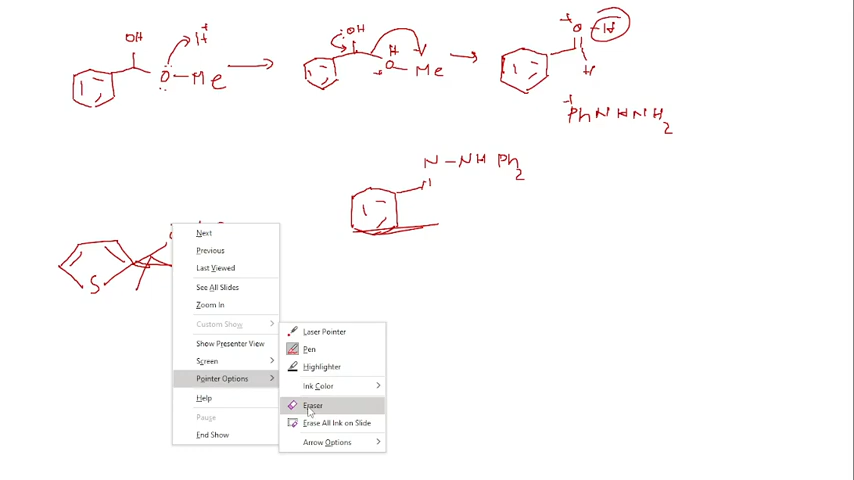 OH
H+
O — Me
OH
H
O — Me
+
+
O — H
H
+
PhNHNH2
N — NH Ph2
S
Next
Previous
Last Viewed
See All Slides
Zoom In
Custom Show
Show Presenter View
Screen
Pointer Options
Help
Pause
End Show
Laser Pointer
Pen
Highlighter
Ink Color
Eraser
Erase All Ink on Slide
Arrow Options